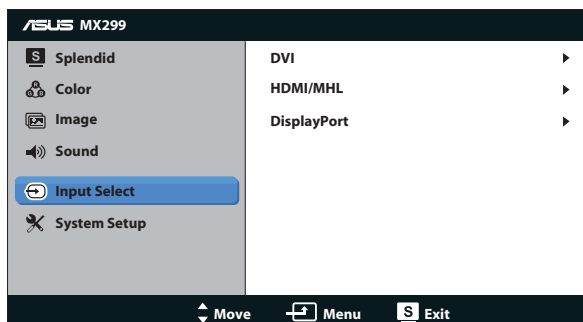 ASUS MX299
S Splendid
Color
Image
Sound
Input Select
System Setup
DVI
HDMI/MHL
DisplayPort
Move Menu S Exit